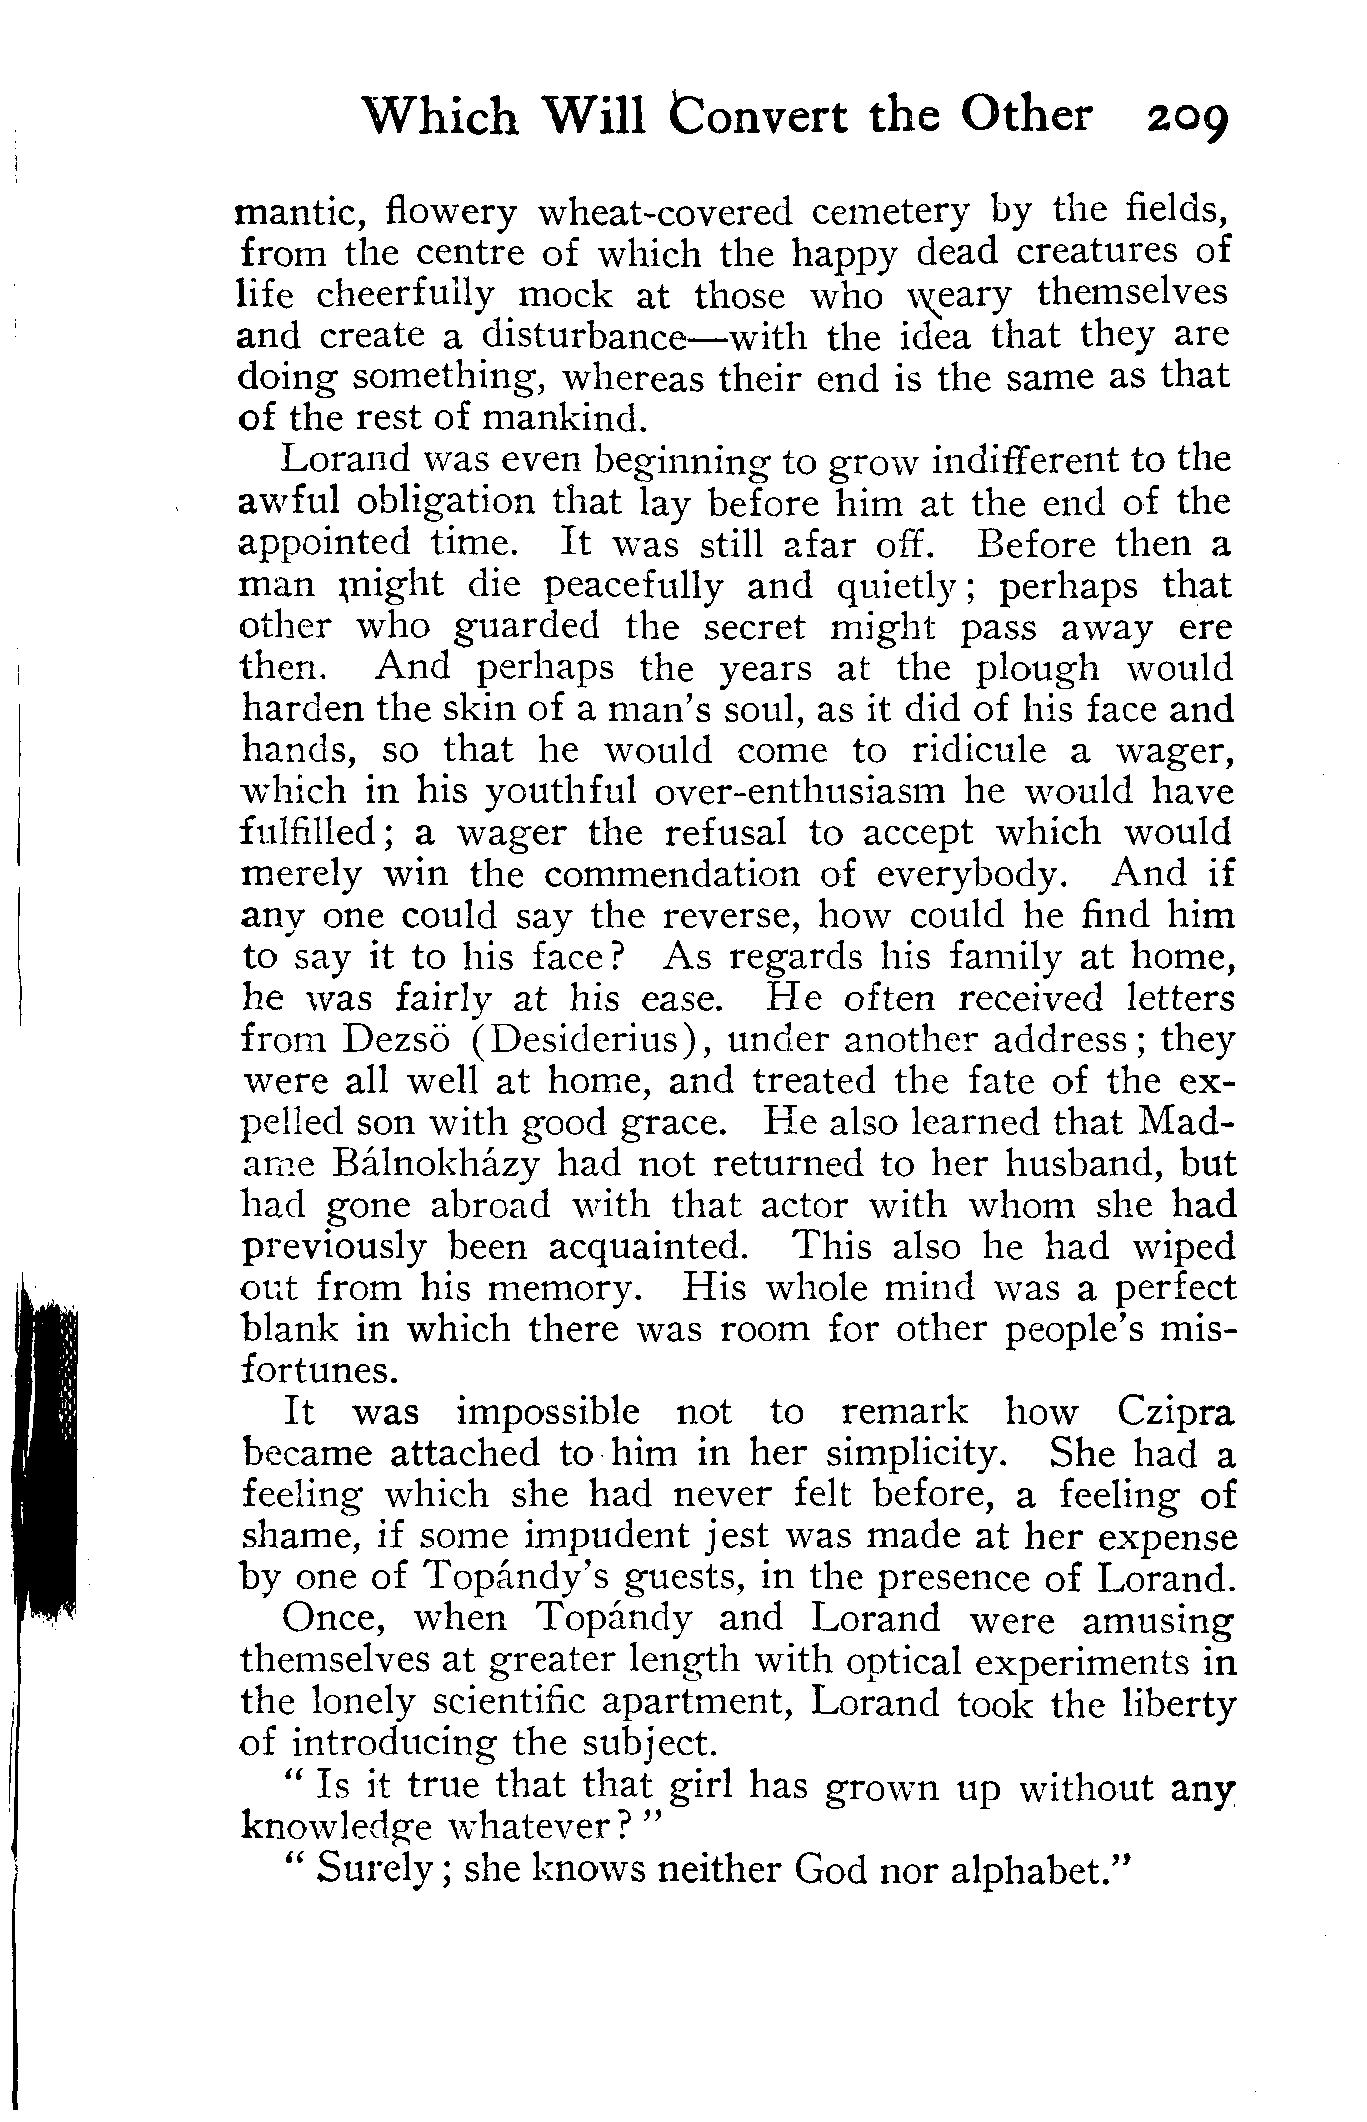 Which Will Convert the Other 209
mantic, flowery wheat-covered cemetery by the fields,
from the centre of which the happy dead creatures of
life cheerfully mock at those who weary themselves
and create a disturbance—with the idea that they are
doing something, whereas their end is the same as that
of the rest of mankind.
Lorand was even beginning to grow indifferent to the
awful obligation that lay before him at the end of the
appointed time. It was still afar off. Before then a
man might die peacefully and quietly; perhaps that
other who guarded the secret might pass away ere
then. And perhaps the years at the plough would
harden the skin of a man's soul, as it did of his face and
hands, so that he would come to ridicule a wager,
which in his youthful over-enthusiasm he would have
fulfilled; a wager the refusal to accept which would
merely win the commendation of everybody. And if
any one could say the reverse, how could he find him
to say it to his face? As regards his family at home,
he was fairly at his ease. He often received letters
from Dezsö (Desiderius), under another address; they
were all well at home, and treated the fate of the ex-
pelled son with good grace. He also learned that Mad-
ame Bálnokházy had not returned to her husband, but
had gone abroad with that actor with whom she had
previously been acquainted. This also he had wiped
out from his memory. His whole mind was a perfect
blank in which there was room for other people's mis-
fortunes.
It was impossible not to remark how Czipra
became attached to him in her simplicity. She had a
feeling which she had never felt before, a feeling of
shame, if some impudent jest was made at her expense
by one of Topándy's guests, in the presence of Lorand.
Once, when Topándy and Lorand were amusing
themselves at greater length with optical experiments in
the lonely scientific apartment, Lorand took the liberty
of introducing the subject.
"Is it true that that girl has grown up without any
knowledge whatever?"
"Surely; she knows neither God nor alphabet."